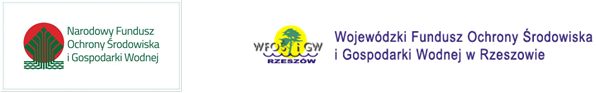 Narodowy Fundusz
Ochrony Środowiska
i Gospodarki Wodnej
WFOŚiGW
RZESZÓW
Wojewódzki Fundusz Ochrony Środowiska
i Gospodarki Wodnej w Rzeszowie